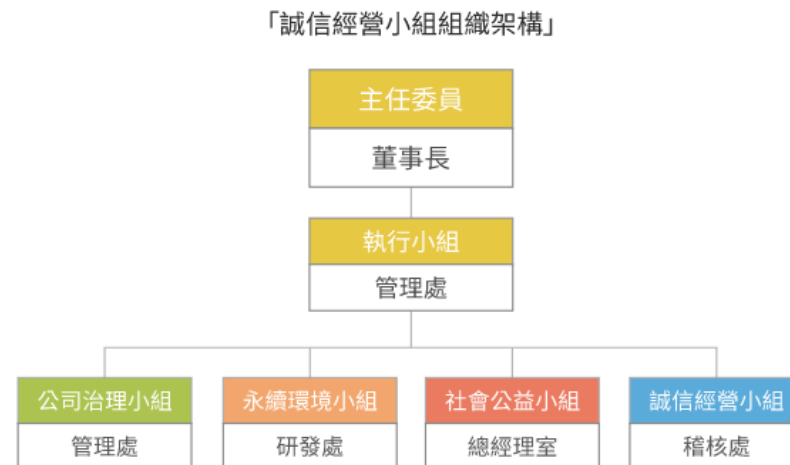 「誠信經營小組組織架構」
主任委員
董事長
執行小組
管理處
公司治理小組 永續環境小組 社會公益小組 誠信經營小組
管理處 研發處 總經理室 稽核處